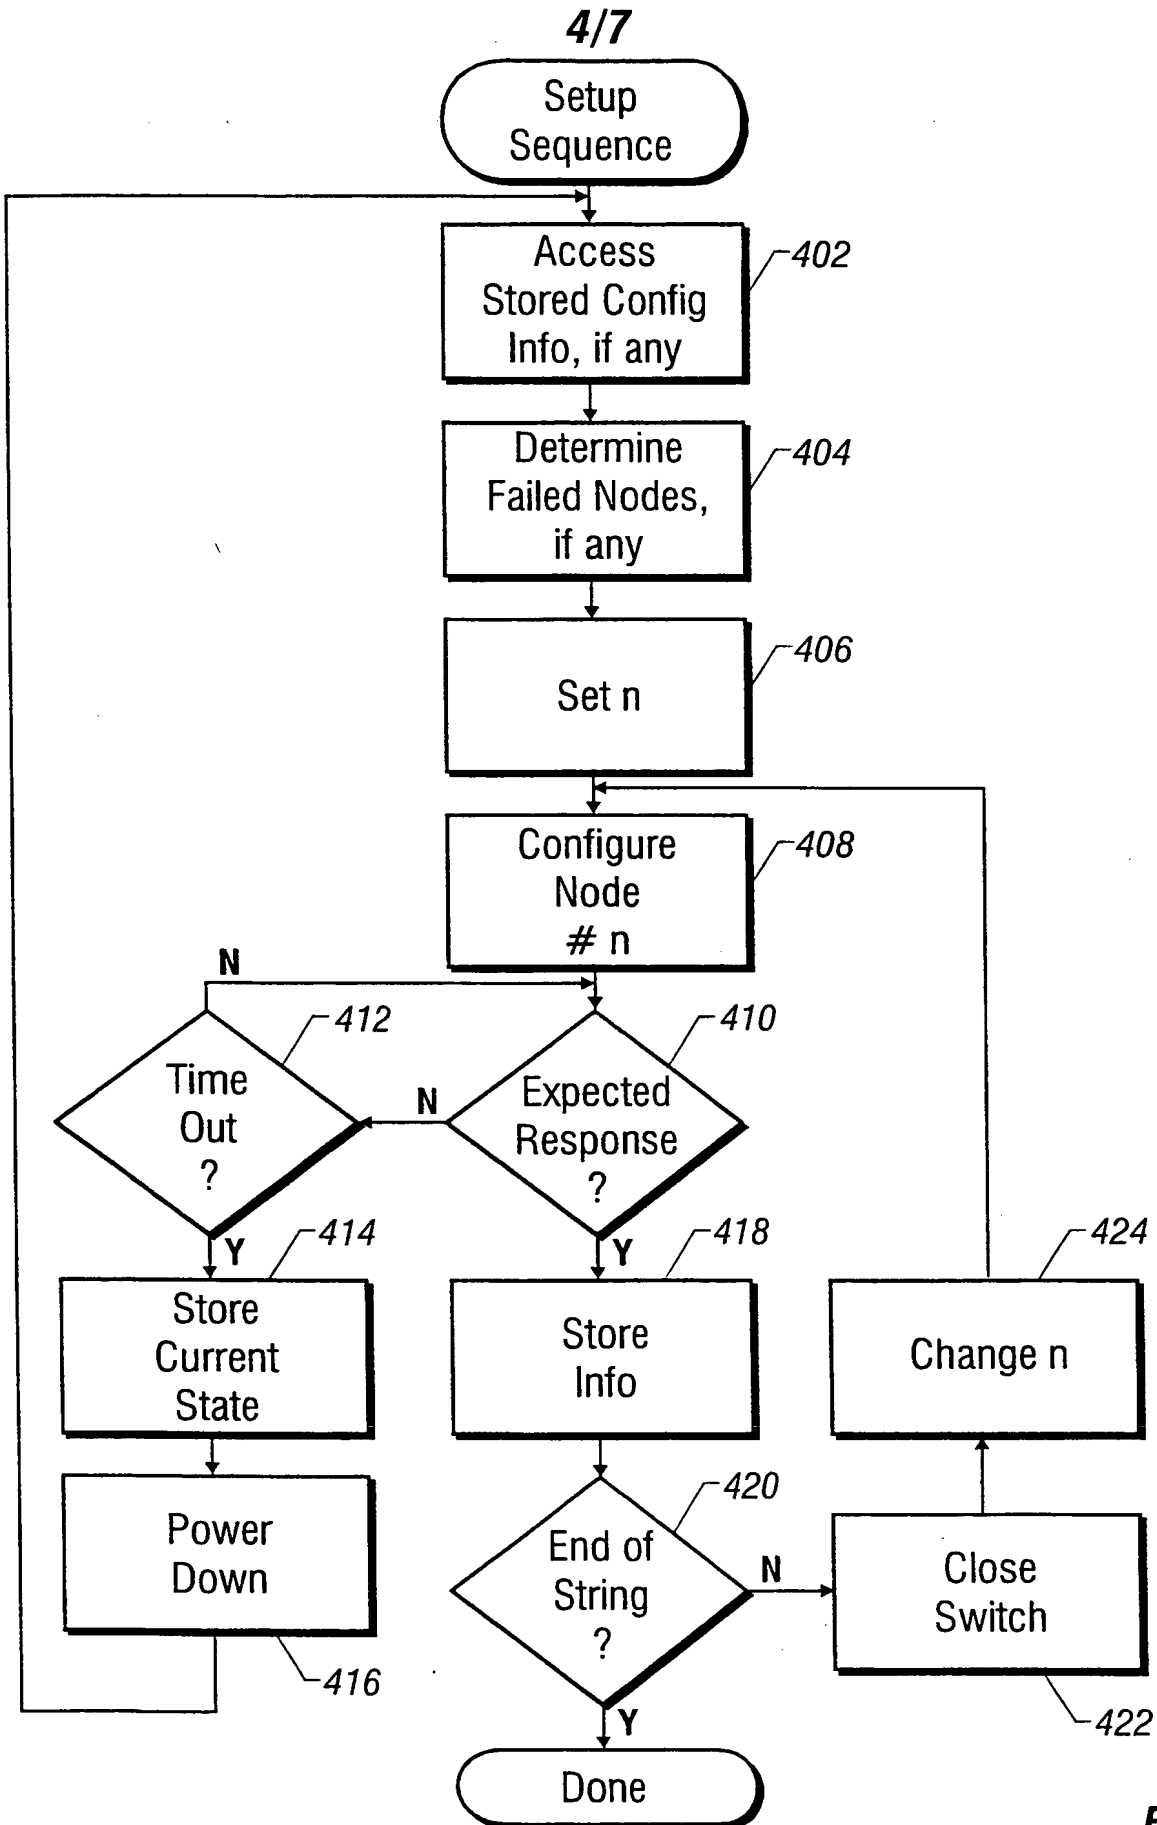 4/7
Setup
Sequence
Access
Stored Config
Info, if any
402
Determine
Failed Nodes,
if any
404
Set n
406
Configure
Node
# n
408
N
412
410
Time
Out
?
N
Expected
Response
?
Y
414
Y
418
424
Store
Current
State
Store
Info
Change n
420
Power
Down
End of
String
?
N
Close
Switch
416
422
Y
Done